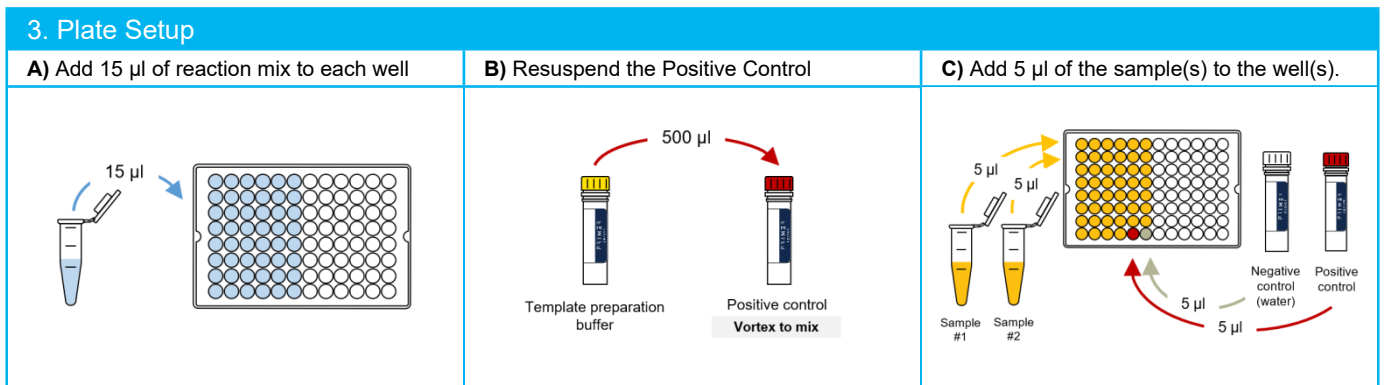 3. Plate Setup
A) Add 15 µl of reaction mix to each well
B) Resuspend the Positive Control
C) Add 5 µl of the sample(s) to the well(s).
15 µl
500 µl
Template preparation
buffer
Positive control
Vortex to mix
5 µl
5 µl
Sample
#1
Sample
#2
Negative
control
(water)
Positive
control
5 µl
5 µl